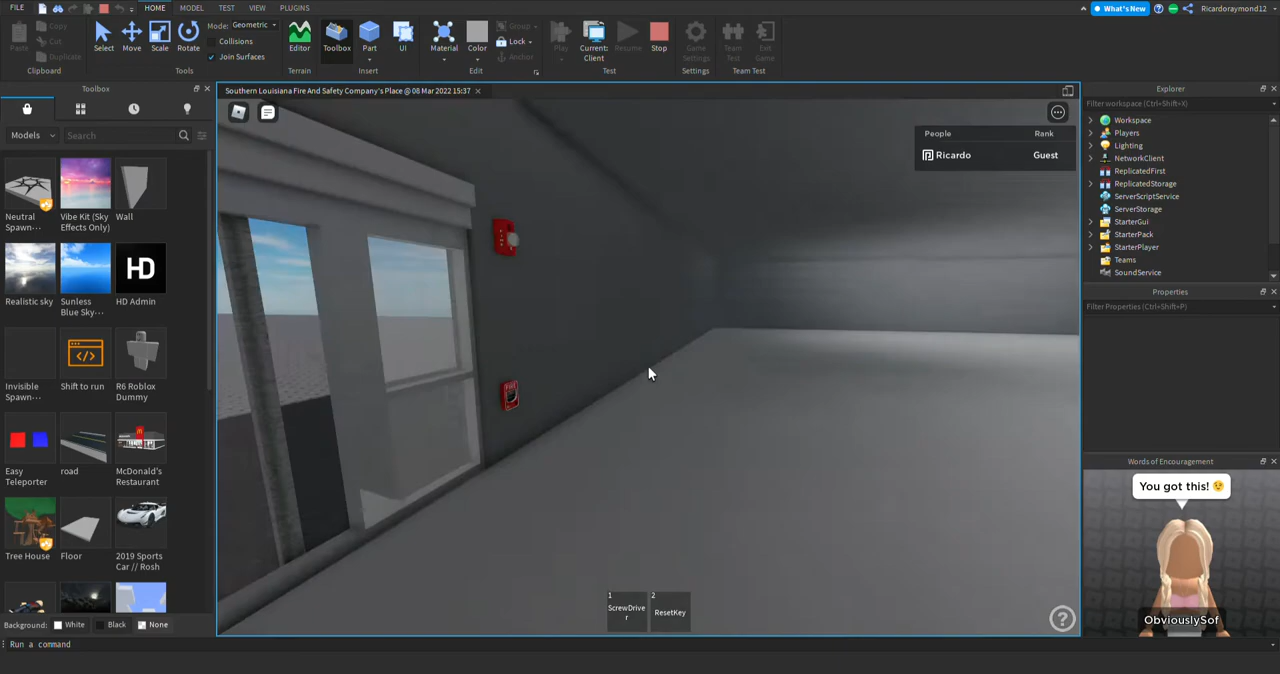 FILE HOME MODEL TEST VIEW PLUGINS What's New Ricardoraymond12
Paste Copy Cut Duplicate Clipboard
Select Move Scale Rotate Mode: Geometric Collisions Join Surfaces Tools
Editor Terrain Toolbox Part UI Insert
Material Color Group Lock Anchor Edit
Play Current: Client Resume Stop Test
Game Settings Settings Team Test Exit Game Team Test
Toolbox
Models Search
Neutral Spawn··· Vibe Kit (Sky Effects Only) Wall
Realistic sky Sunless Blue Sky··· HD HD Admin
Invisible Spawn··· Shift to run R6 Roblox Dummy
Easy Teleporter road McDonald's Restaurant
Tree House Floor 2019 Sports Car // Rosh
Background: White Black None
Run a command
Southern Louisiana Fire And Safety Company's Place @ 08 Mar 2022 15:37
People Rank
Ricardo Guest
FIRE
1 ScrewDriver
2 ResetKey
Explorer
Filter workspace (Ctrl+Shift+X)
Workspace
Players
Lighting
NetworkClient
ReplicatedFirst
ReplicatedStorage
ServerScriptService
ServerStorage
StarterGui
StarterPack
StarterPlayer
Teams
SoundService
Properties
Filter Properties (Ctrl+Shift+P)
Words of Encouragement
You got this! 😉
ObviouslySof